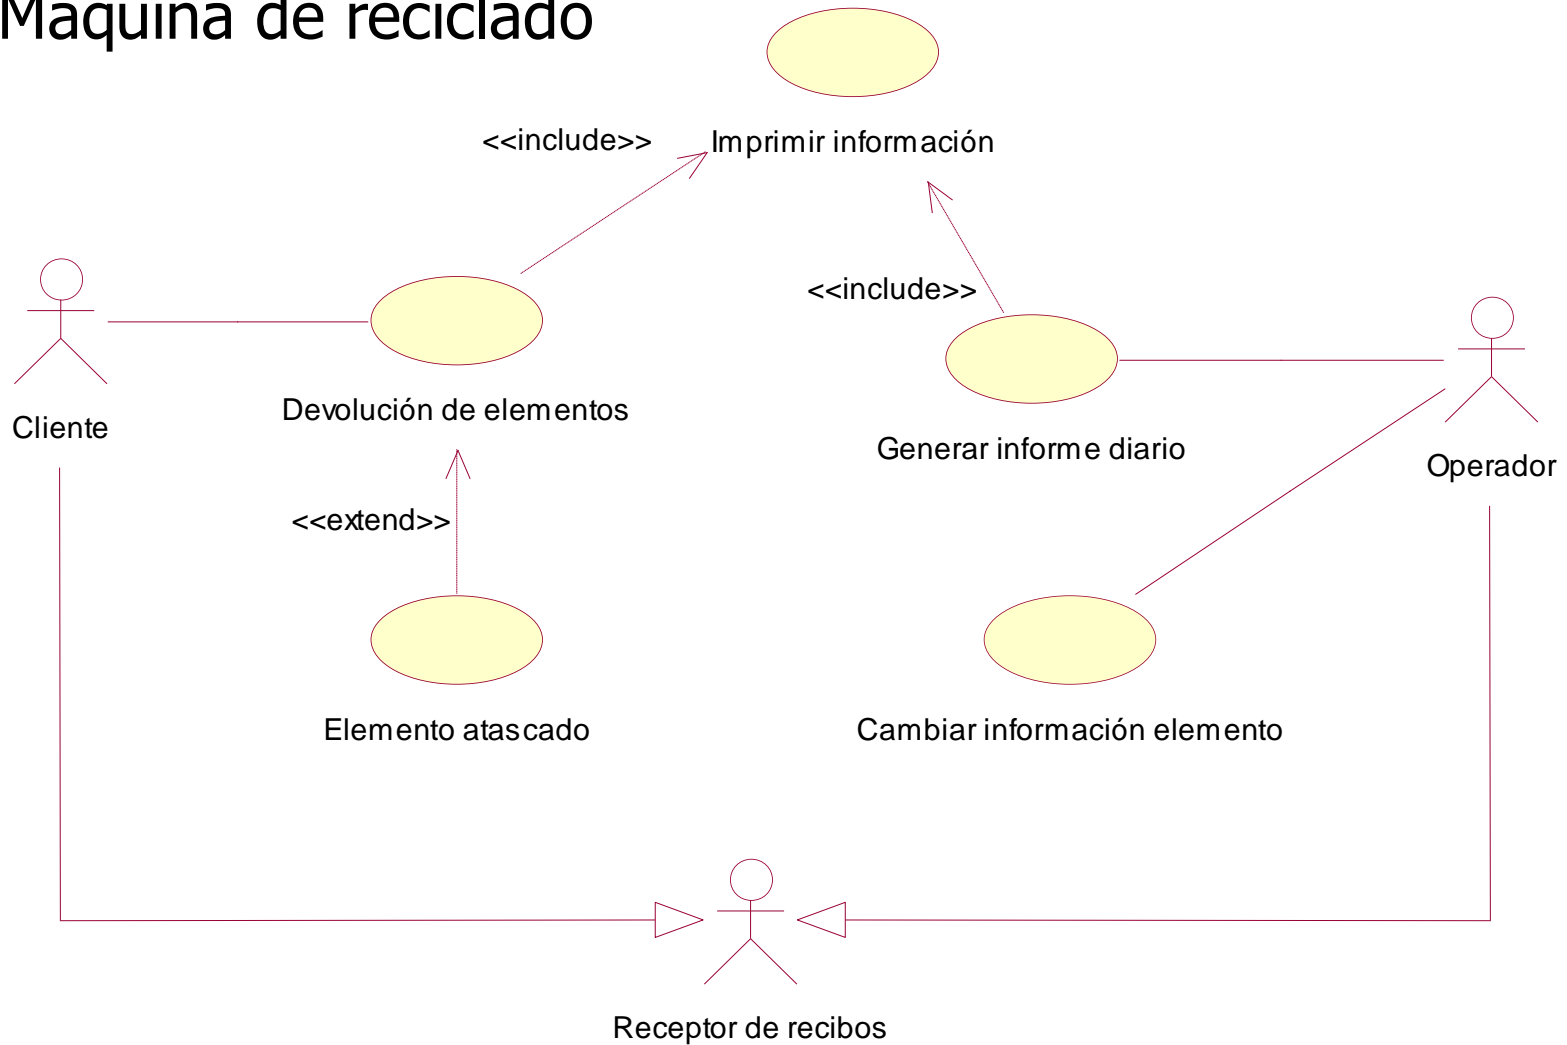 Maquina de reciclado
<<include>>
Imprimir información
<<include>>
Devolución de elementos
Cliente
Generar informe diario
Operador
<<extend>>
Elemento atascado
Cambiar información elemento
Receptor de recibos